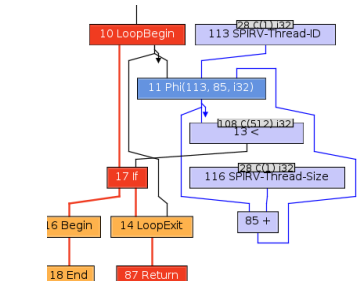 28 C(1) i32
10 LoopBegin
113 SPIRV-Thread-ID
11 Phi(113, 85, i32)
108 C(512) i32
13 <
28 C(1) i32
17 If
116 SPIRV-Thread-Size
16 Begin
14 LoopExit
85 +
18 End
87 Return